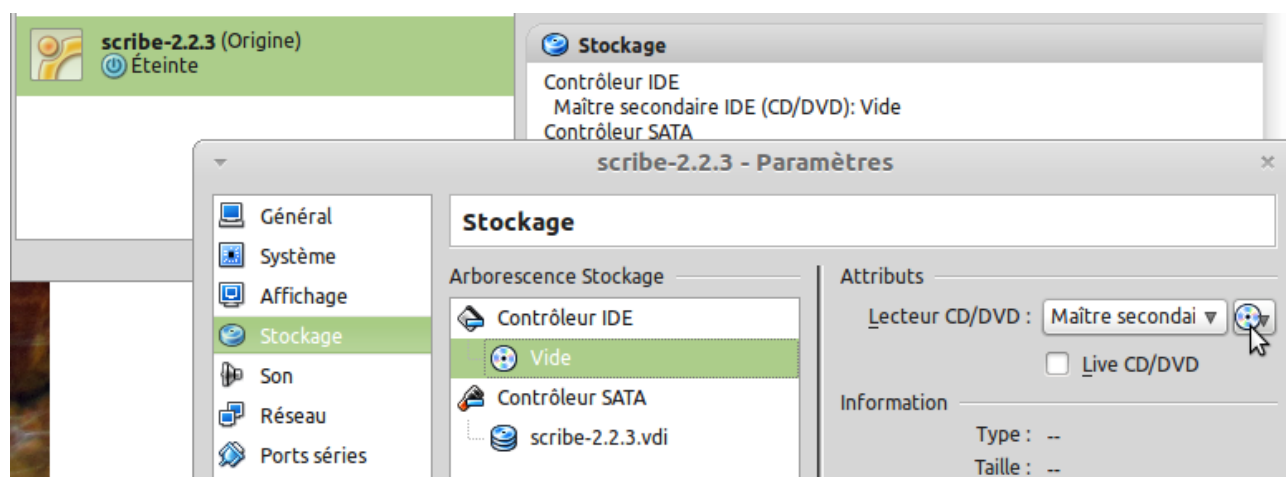 scribe-2.2.3 (Origine)
Éteinte
Stockage
Contrôleur IDE
Maître secondaire IDE (CD/DVD): Vide
Contrôleur SATA
scribe-2.2.3 - Paramètres
Général
Système
Affichage
Stockage
Son
Réseau
Ports séries
Stockage
Arborescence Stockage
Contrôleur IDE
Vide
Contrôleur SATA
scribe-2.2.3.vdi
Attributs
Lecteur CD/DVD : Maître secondai
Live CD/DVD
Information
Type : --
Taille : --